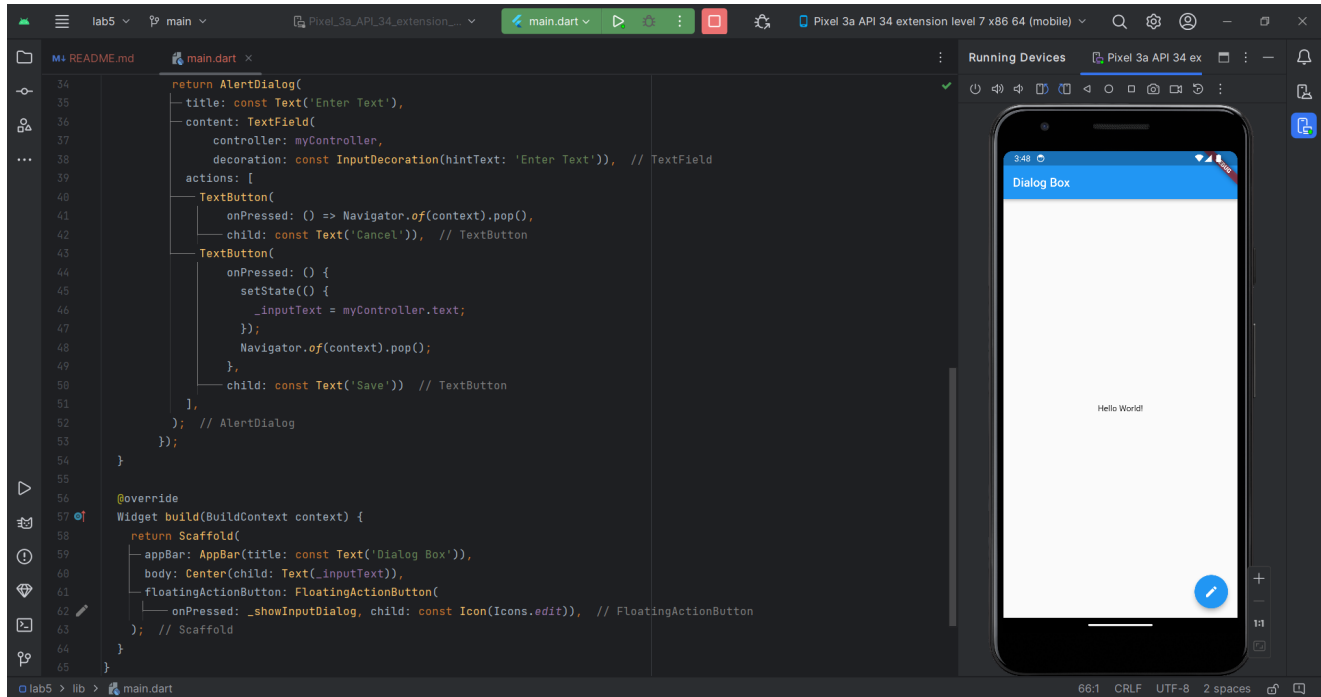 lab5 main Pixel_3a_API_34_extension_... main.dart Pixel 3a API 34 extension level 7 x86 64 (mobile)
M↓ README.md main.dart × Running Devices Pixel 3a API 34 ex
34 return AlertDialog(
35 title: const Text('Enter Text'),
36 content: TextField(
37 controller: myController,
38 decoration: const InputDecoration(hintText: 'Enter Text')), // TextField
39 actions: [
40 TextButton(
41 onPressed: () => Navigator.of(context).pop(),
42 child: const Text('Cancel')), // TextButton
43 TextButton(
44 onPressed: () {
45 setState(() {
46 _inputText = myController.text;
47 });
48 Navigator.of(context).pop();
49 },
50 child: const Text('Save')) // TextButton
51 ],
52 ); // AlertDialog
53 });
54 }
55
56 @override
57 Widget build(BuildContext context) {
58 return Scaffold(
59 appBar: AppBar(title: const Text('Dialog Box')),
60 body: Center(child: Text(_inputText)),
61 floatingActionButton: FloatingActionButton(
62 onPressed: _showInputDialog, child: const Icon(Icons.edit)), // FloatingActionButton
63 ); // Scaffold
64 }
65 }
3:48
Dialog Box
Hello World!
1:1
lab5 > lib > main.dart 66:1 CRLF UTF-8 2 spaces